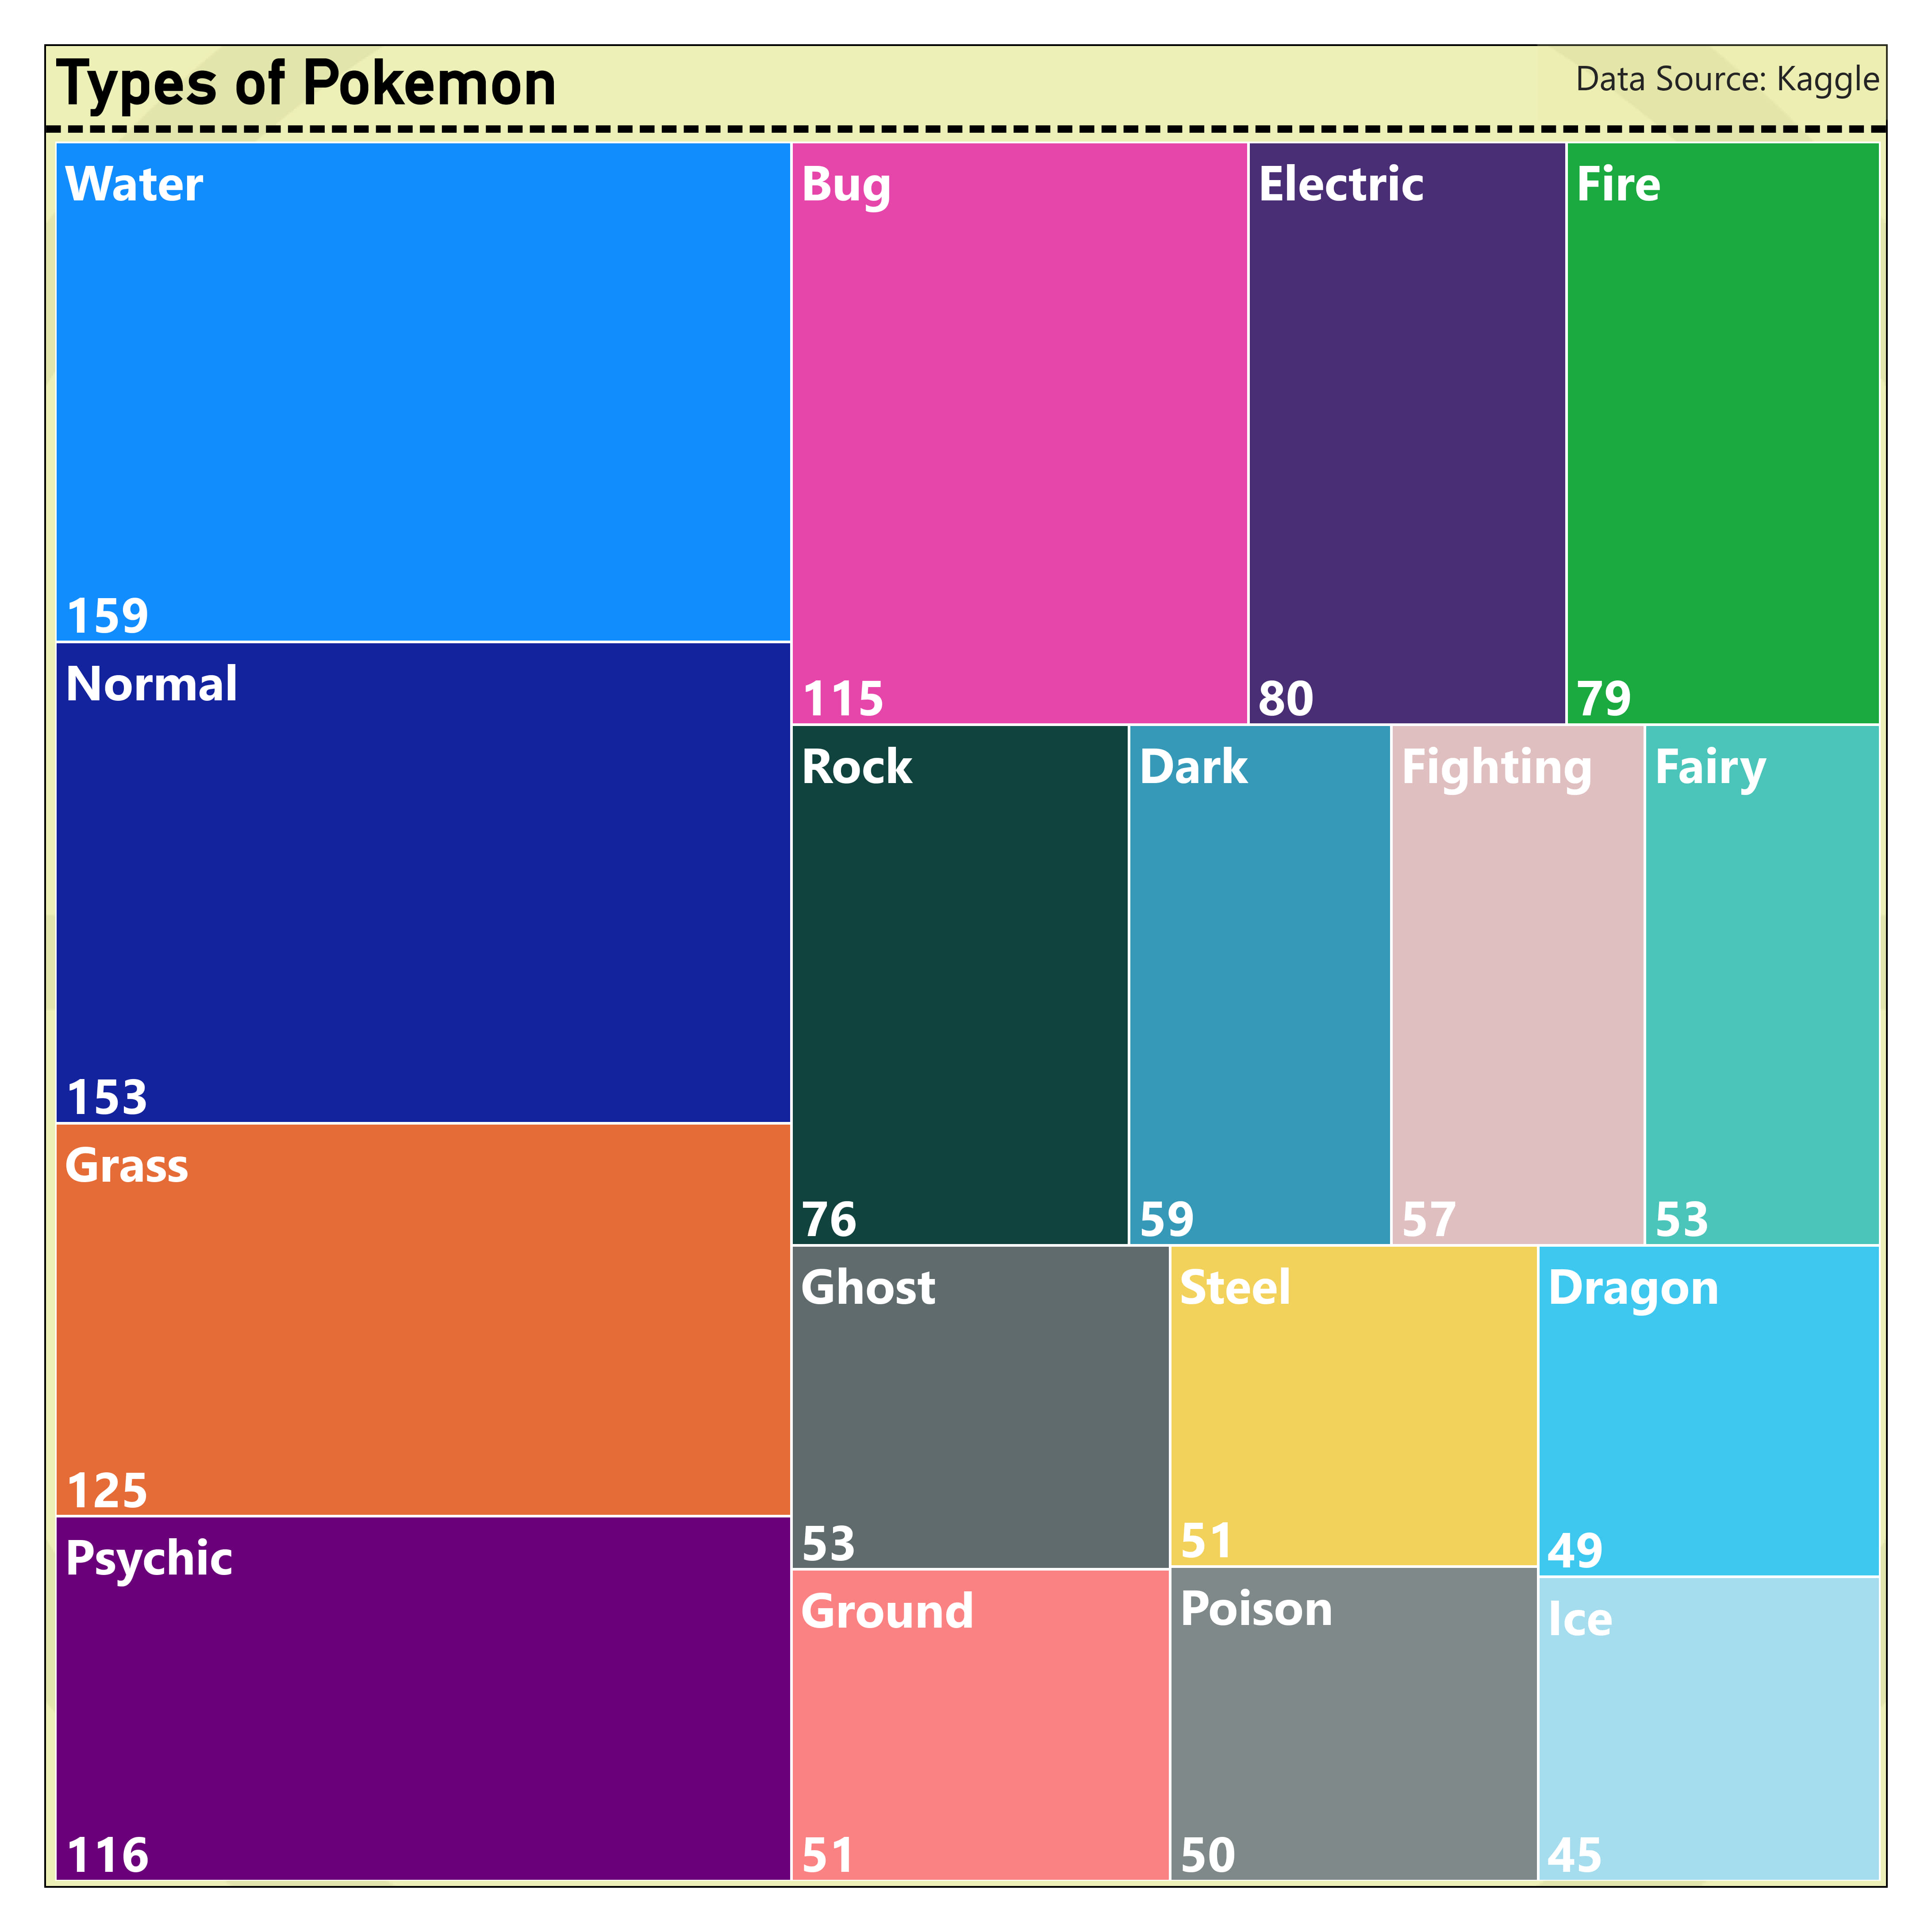 Types of Pokemon
Data Source: Kaggle
Water
159
Normal
153
Grass
125
Psychic
116
Bug
115
Electric
80
Fire
79
Rock
76
Dark
59
Fighting
57
Fairy
53
Ghost
53
Ground
51
Steel
51
Poison
50
Dragon
49
Ice
45